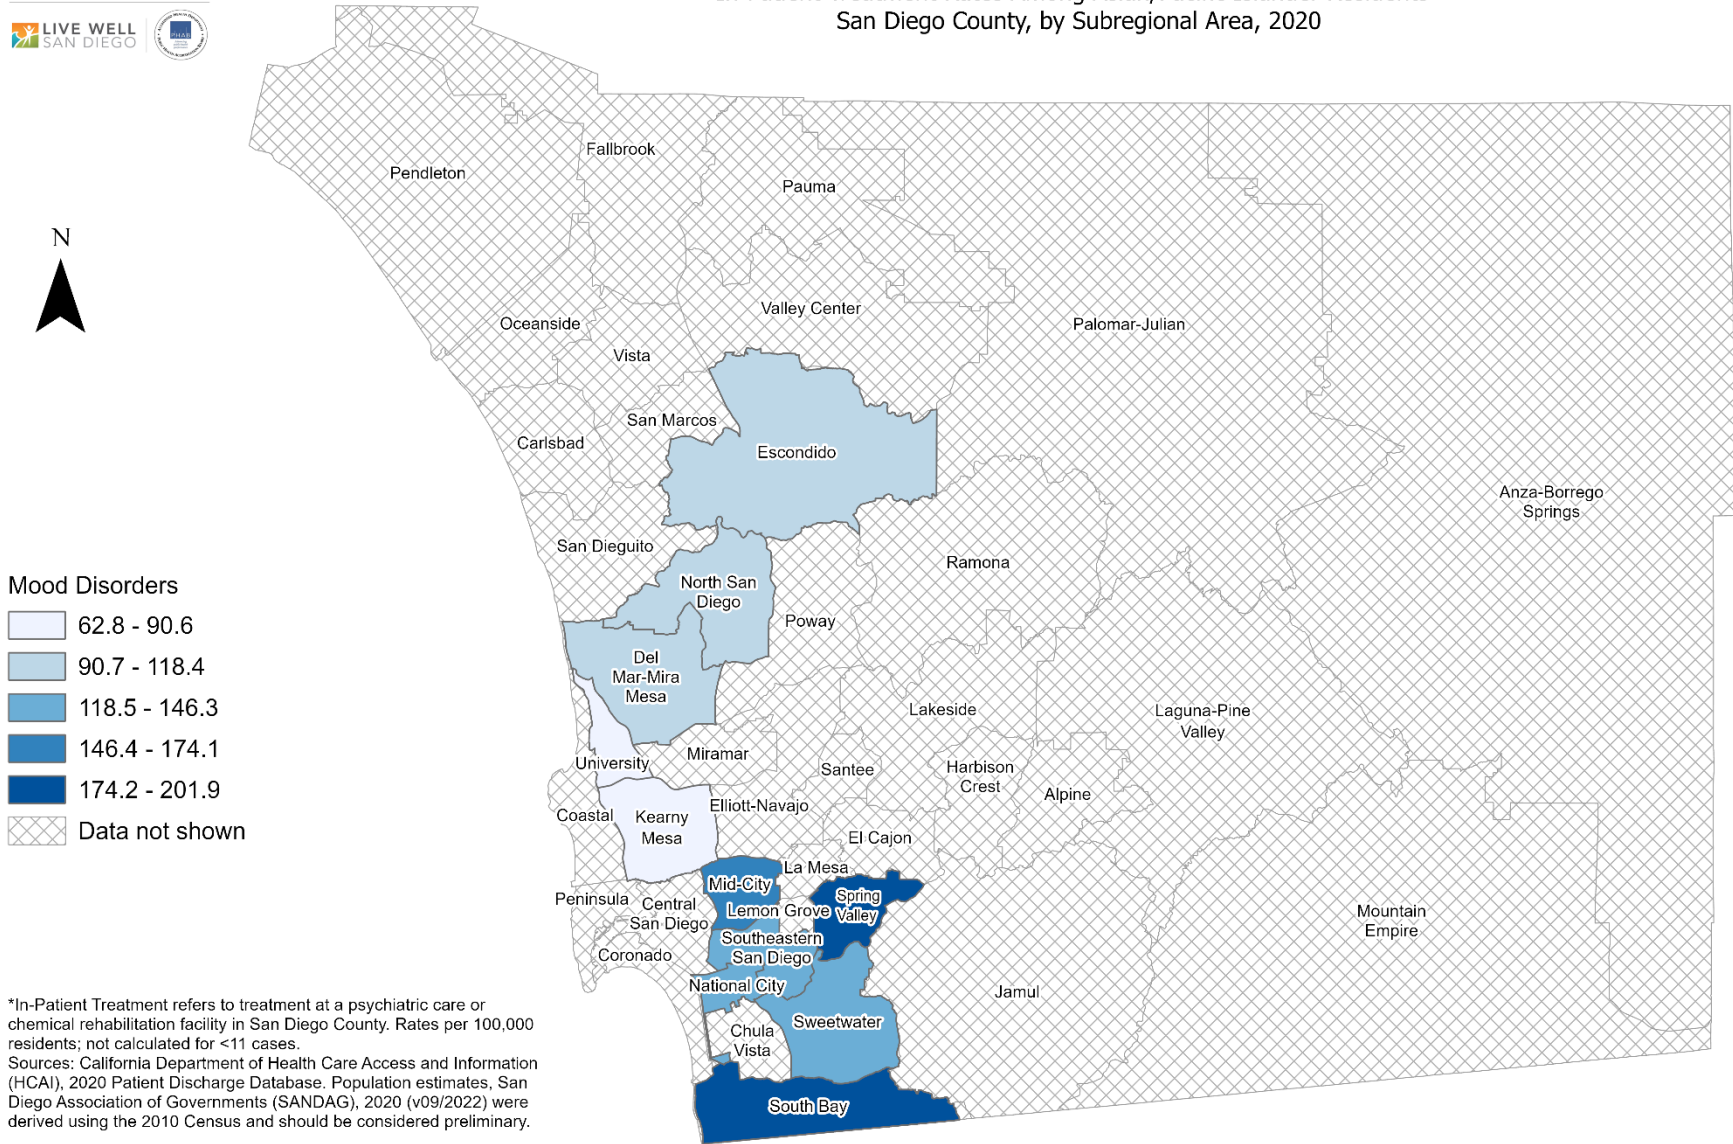 San Diego County, by Subregional Area, 2020
LIVE WELL
SAN DIEGO
PHAB
N
Fallbrook
Pendleton
Pauma
Valley Center
Oceanside
Palomar-Julian
Vista
San Marcos
Carlsbad
Escondido
Anza-Borrego
Springs
San Dieguito
Ramona
North San
Diego
Poway
Del
Mar-Mira
Mesa
Lakeside
Laguna-Pine
Valley
Miramar
University
Santee
Harbison
Crest
Alpine
Elliott-Navajo
Coastal
Kearny
Mesa
El Cajon
La Mesa
Mid-City
Spring
Valley
Peninsula
Central
San Diego
Lemon Grove
Mountain
Empire
Southeastern
San Diego
Coronado
National City
Jamul
Sweetwater
Chula
Vista
South Bay
Mood Disorders
62.8 - 90.6
90.7 - 118.4
118.5 - 146.3
146.4 - 174.1
174.2 - 201.9
Data not shown
*In-Patient Treatment refers to treatment at a psychiatric care or
chemical rehabilitation facility in San Diego County. Rates per 100,000
residents; not calculated for <11 cases.
Sources: California Department of Health Care Access and Information
(HCAI), 2020 Patient Discharge Database. Population estimates, San
Diego Association of Governments (SANDAG), 2020 (v09/2022) were
derived using the 2010 Census and should be considered preliminary.